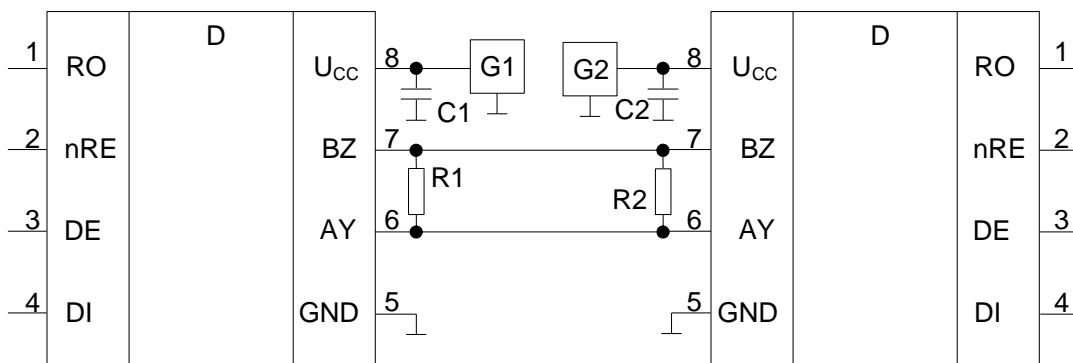 D D
1 RO U_CC 8 G1 G2 8 U_CC RO 1
C1 C2
2 nRE BZ 7 7 BZ nRE 2
R1 R2
3 DE AY 6 6 AY DE 3
4 DI GND 5 5 GND DI 4